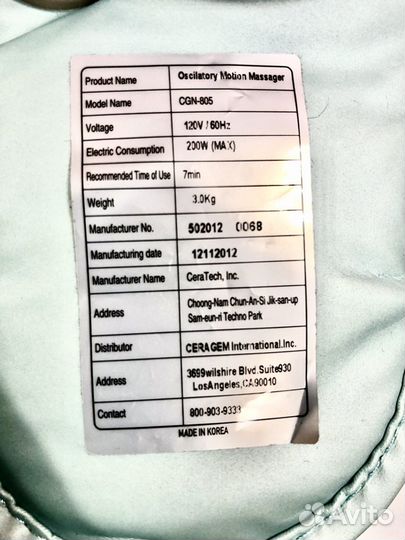 Product Name Oscilatory Motion Massager
Model Name CGN-805
Voltage 120V / 60Hz
Electric Consumption 200W (MAX)
Recommended Time of Use 7min
Weight 3.0Kg
Manufacturer No. 502012 0068
Manufacturing date 12112012
Manufacturer Name CeraTech, Inc.
Address Choong-Nam Chun-An-Si Jik-san-up
Sam-eun-ri Techno Park
Distributor CERAGEM International.Inc.
Address 3699wilshire Blvd.Suite930
LosAngeles,CA90010
Contact 800-903-9333
MADE IN KOREA
Avito